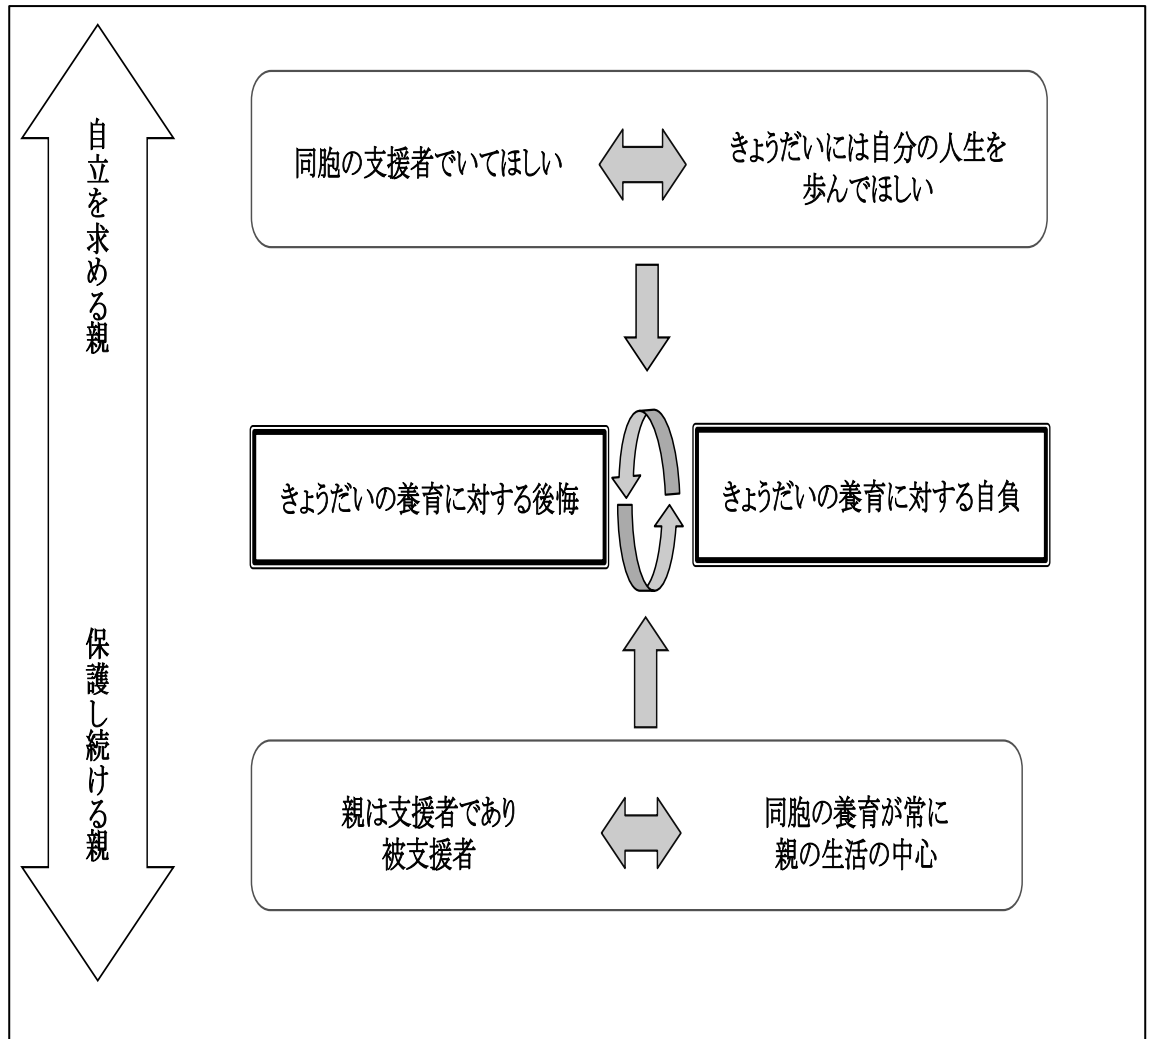 自立を求める親
同胞の支援者でいてほしい
きょうだいには自分の人生を
歩んでほしい
きょうだいの養育に対する後悔
きょうだいの養育に対する自負
保護し続ける親
親は支援者であり
被支援者
同胞の養育が常に
親の生活の中心